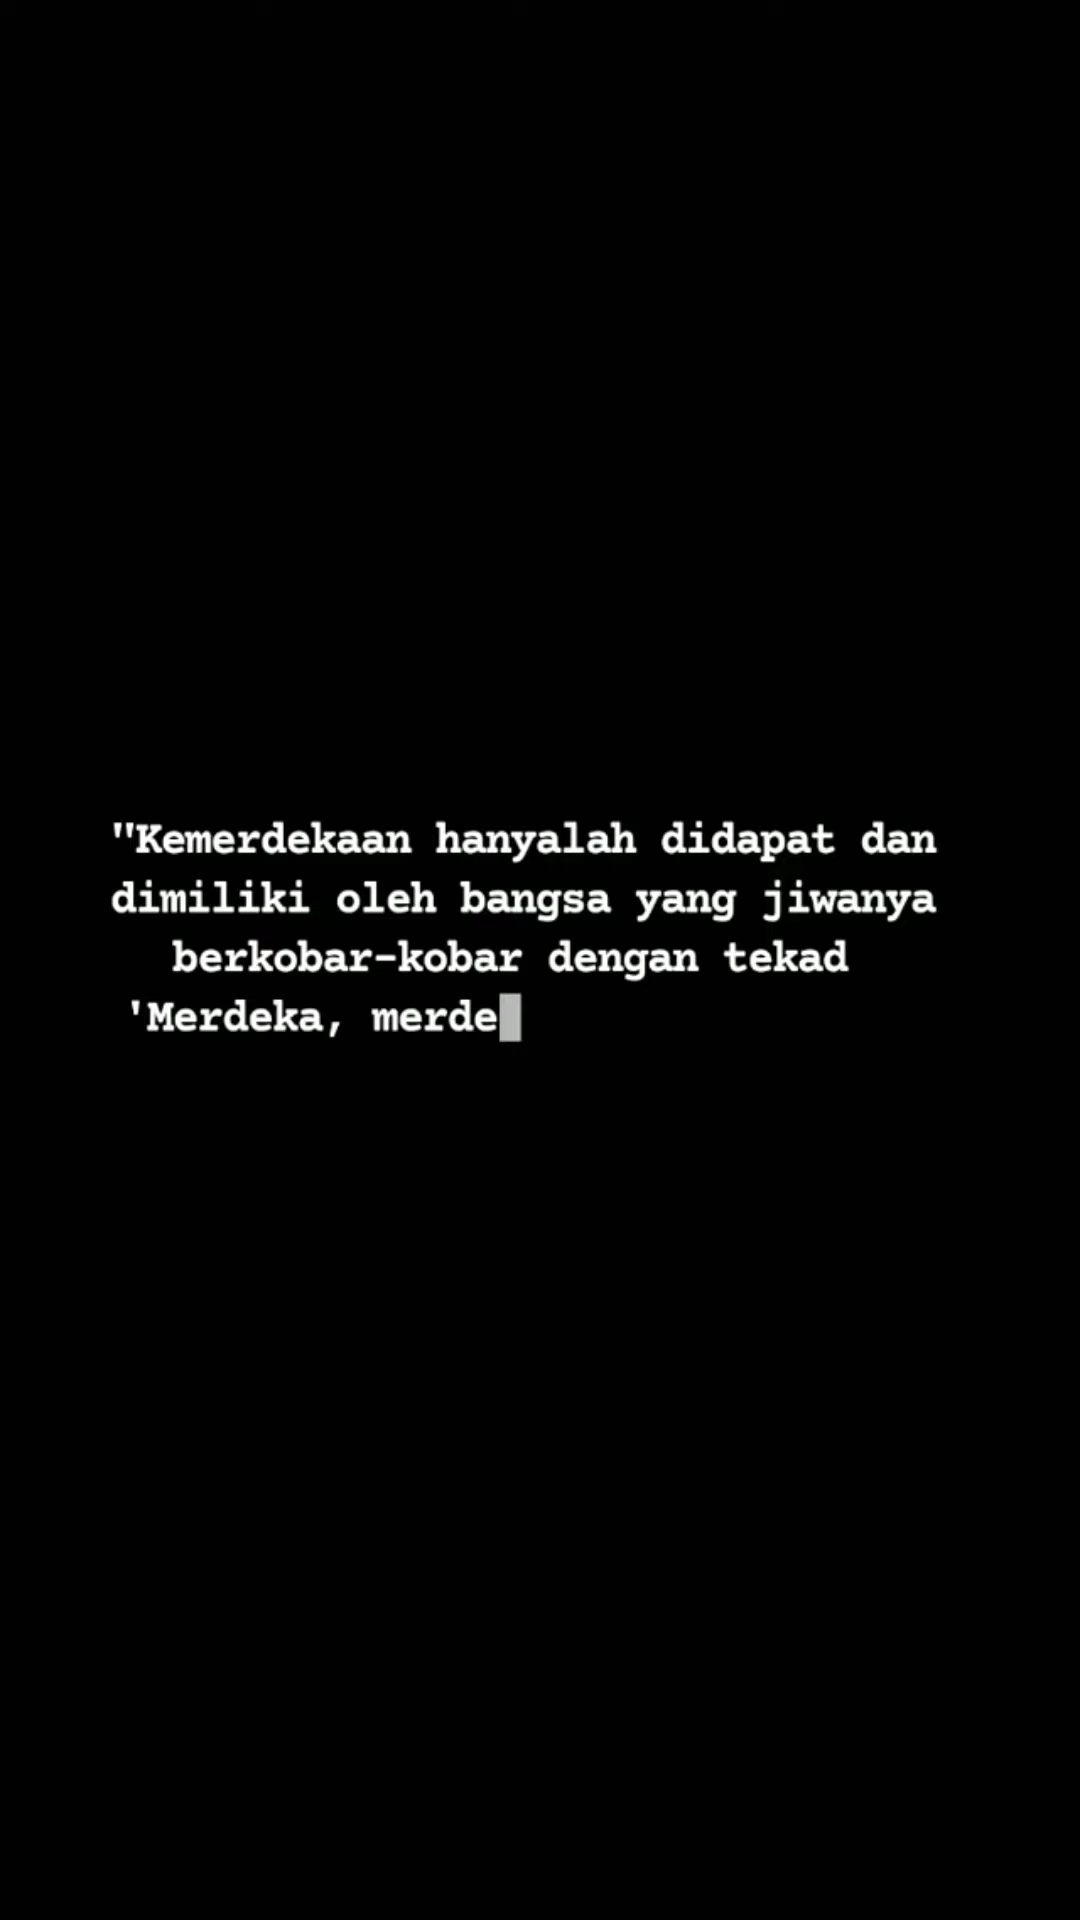 "Kemerdekaan hanyalah didapat dan
dimiliki oleh bangsa yang jiwanya
berkobar-kobar dengan tekad
'Merdeka, merde